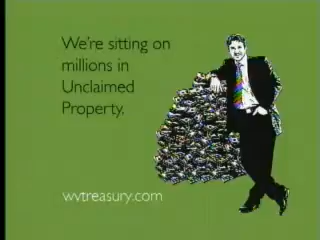 We're sitting on
millions in
Unclaimed
Property.
wvtreasury.com